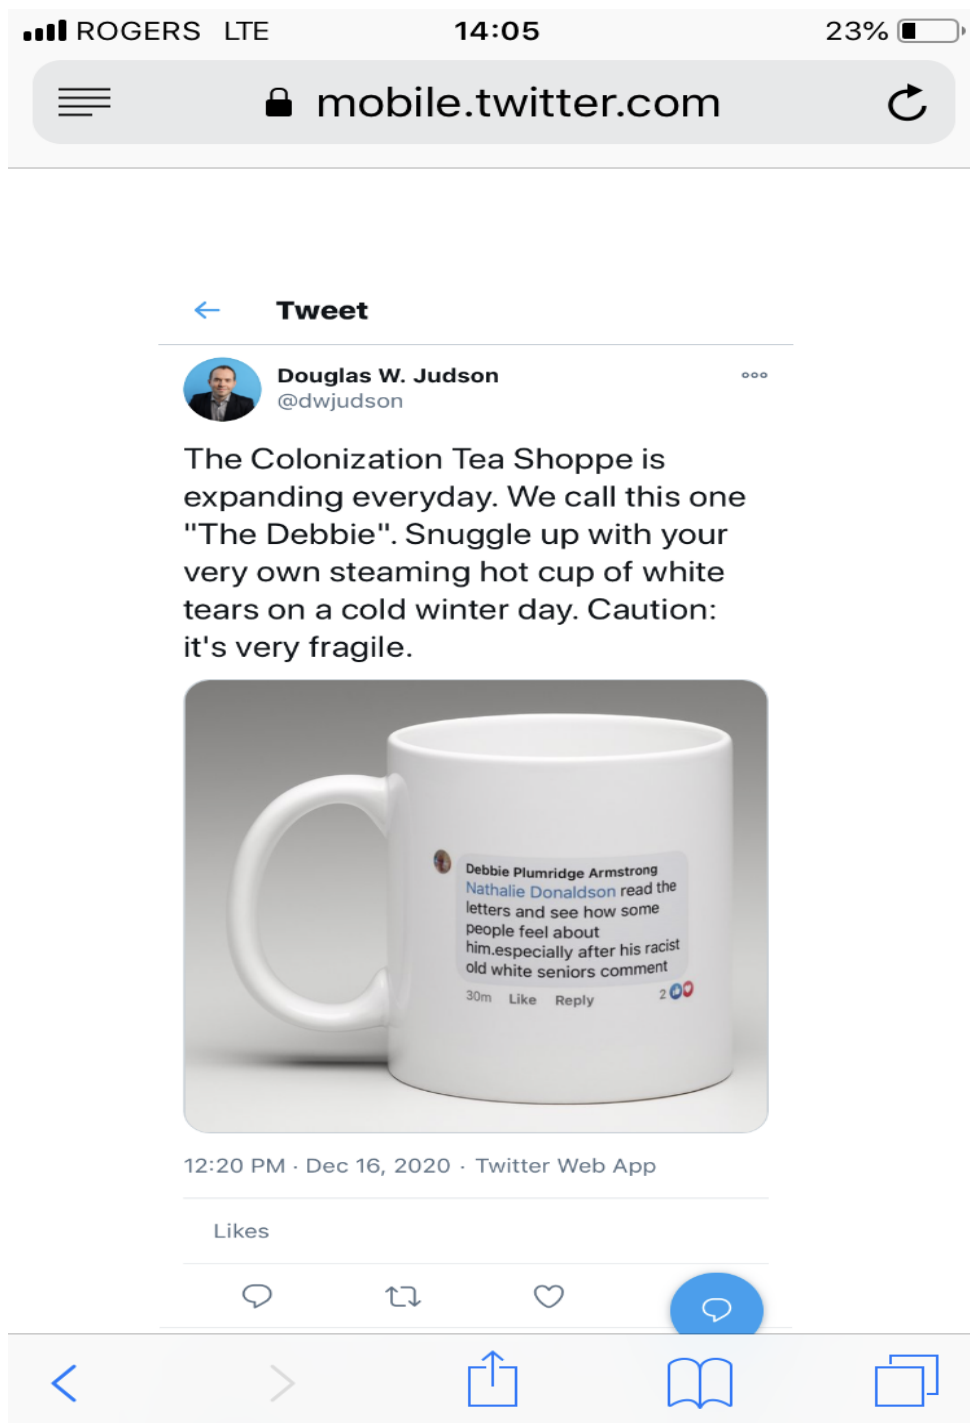 ROGERS LTE 14:05 23%
mobile.twitter.com
Tweet
Douglas W. Judson
@dwjudson
The Colonization Tea Shoppe is
expanding everyday. We call this one
"The Debbie". Snuggle up with your
very own steaming hot cup of white
tears on a cold winter day. Caution:
it's very fragile.
Debbie Plumridge Armstrong
Nathalie Donaldson read the
letters and see how some
people feel about
him.especially after his racist
old white seniors comment
30m Like Reply 2
12:20 PM · Dec 16, 2020 · Twitter Web App
Likes